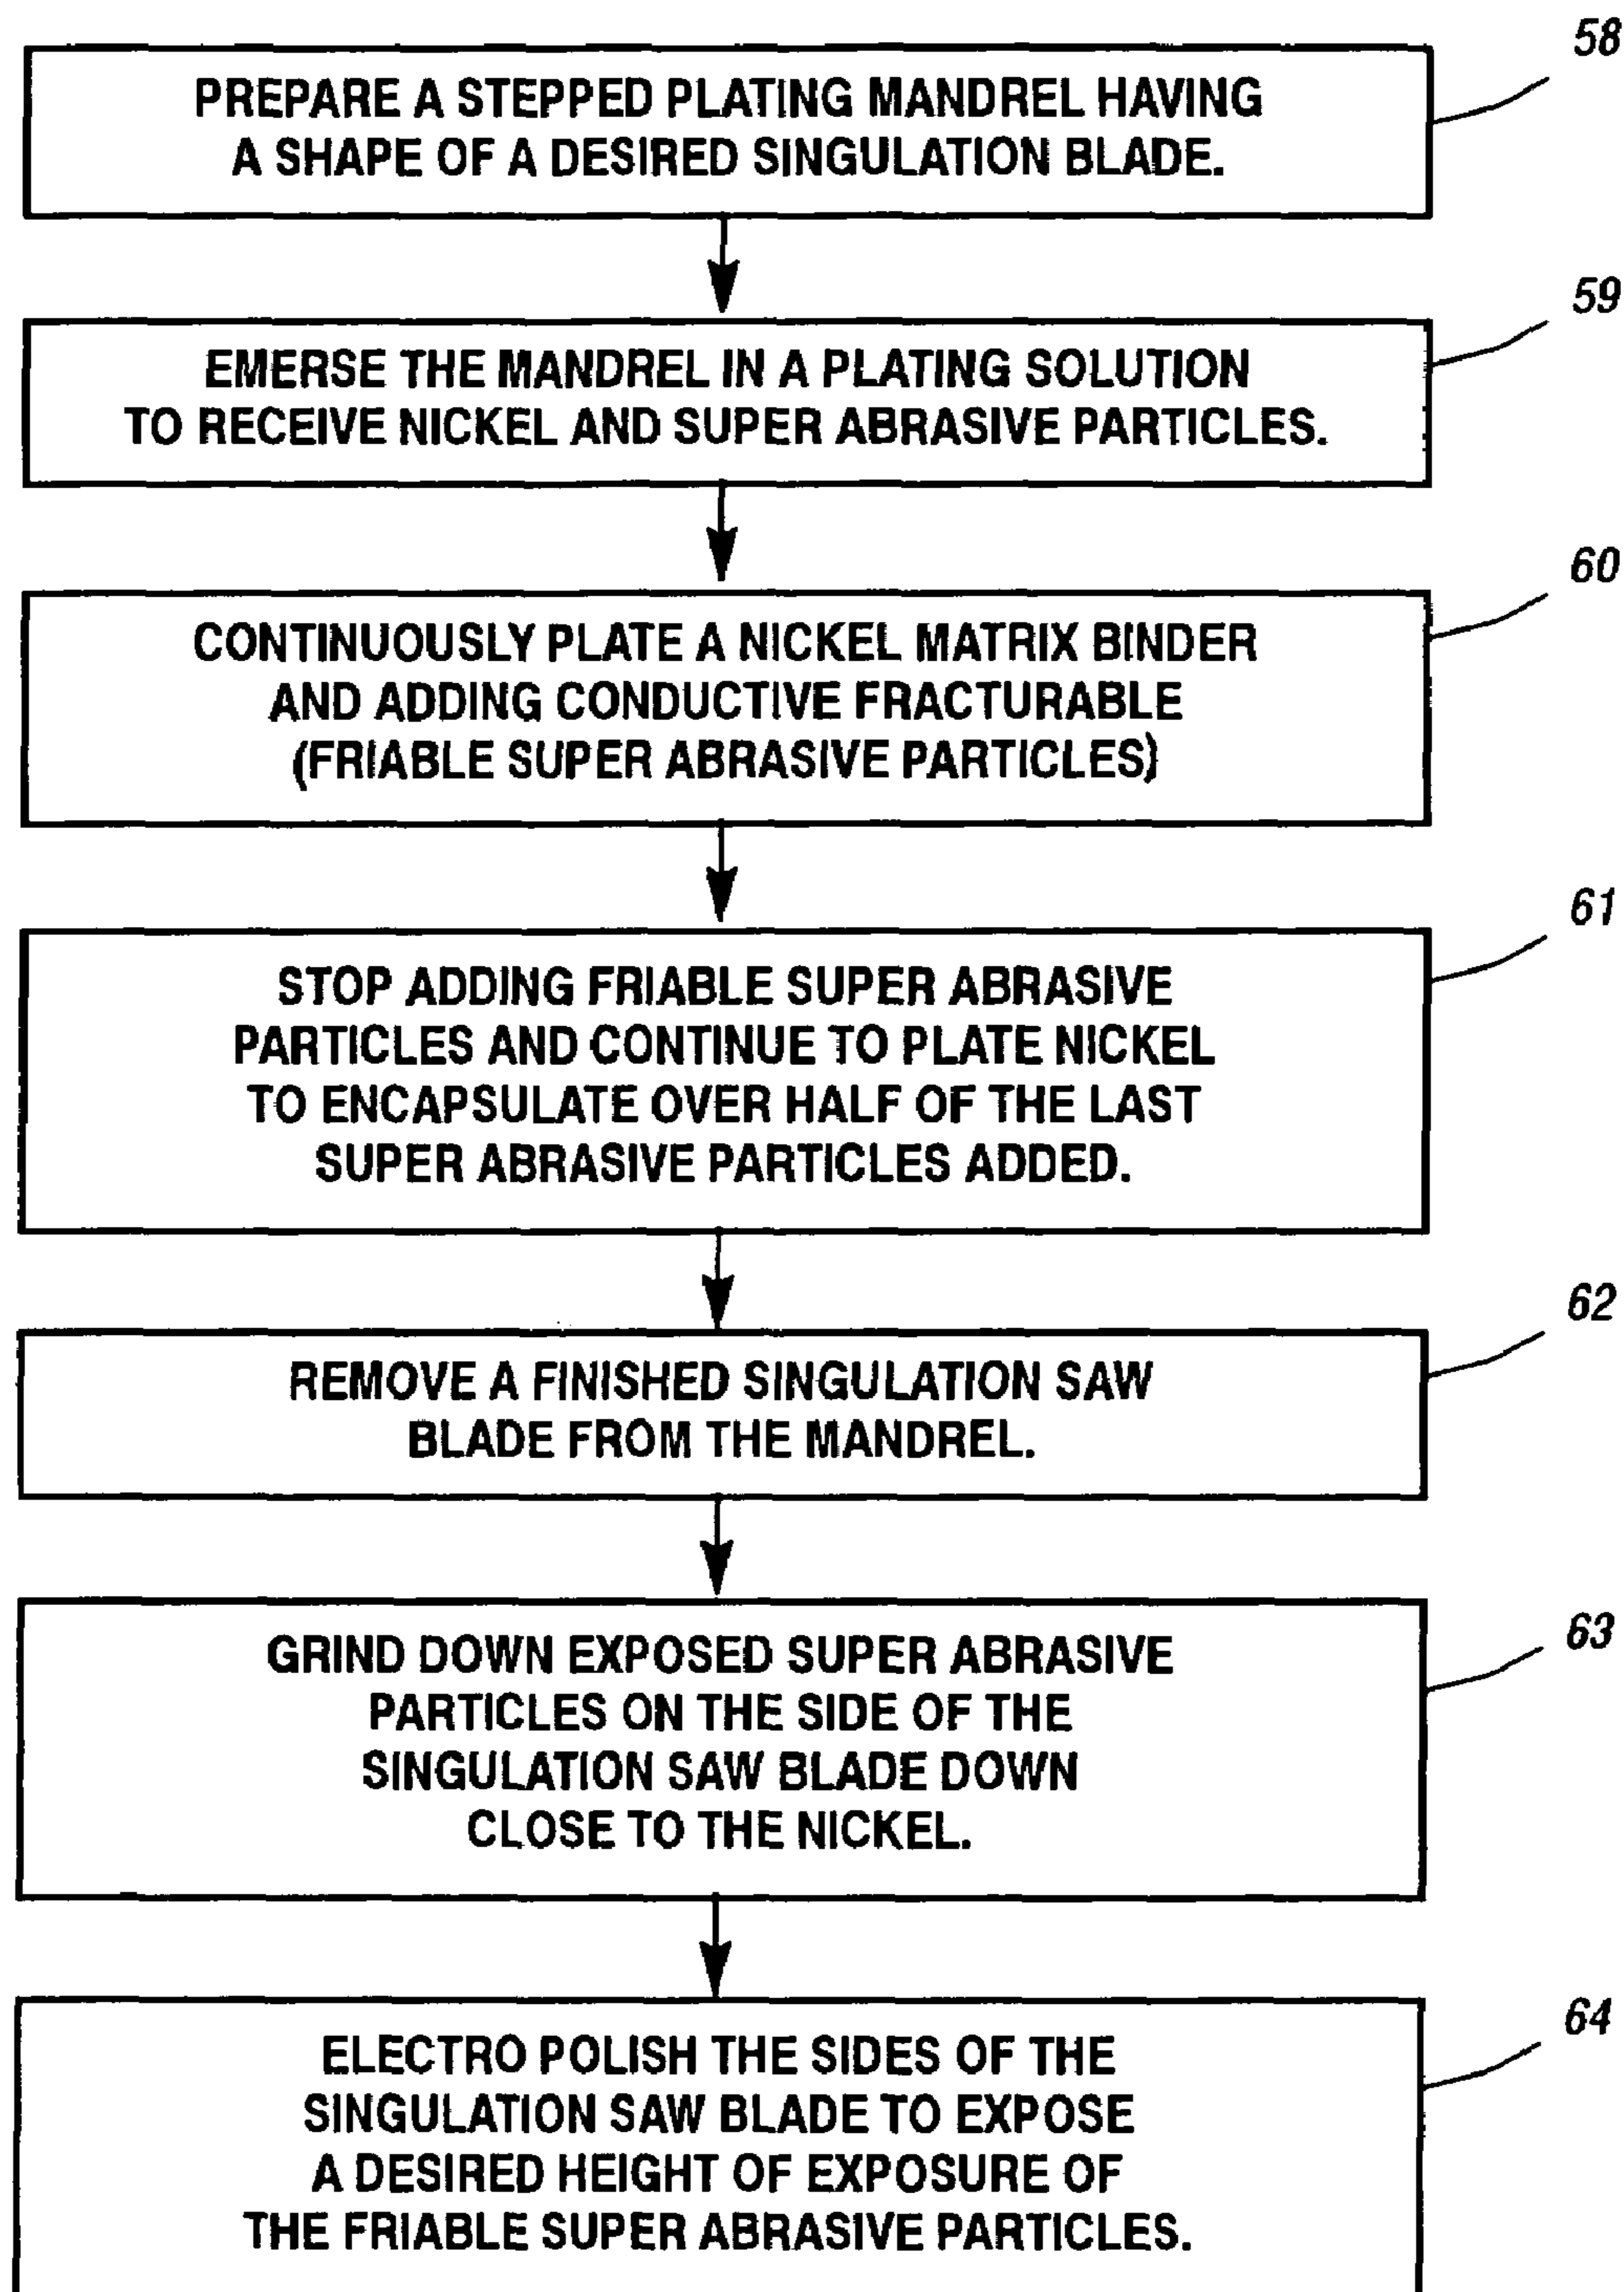 58
PREPARE A STEPPED PLATING MANDREL HAVING
A SHAPE OF A DESIRED SINGULATION BLADE.
59
EMERSE THE MANDREL IN A PLATING SOLUTION
TO RECEIVE NICKEL AND SUPER ABRASIVE PARTICLES.
60
CONTINUOUSLY PLATE A NICKEL MATRIX BINDER
AND ADDING CONDUCTIVE FRACTURABLE
(FRIABLE SUPER ABRASIVE PARTICLES)
61
STOP ADDING FRIABLE SUPER ABRASIVE
PARTICLES AND CONTINUE TO PLATE NICKEL
TO ENCAPSULATE OVER HALF OF THE LAST
SUPER ABRASIVE PARTICLES ADDED.
62
REMOVE A FINISHED SINGULATION SAW
BLADE FROM THE MANDREL.
63
GRIND DOWN EXPOSED SUPER ABRASIVE
PARTICLES ON THE SIDE OF THE
SINGULATION SAW BLADE DOWN
CLOSE TO THE NICKEL.
64
ELECTRO POLISH THE SIDES OF THE
SINGULATION SAW BLADE TO EXPOSE
A DESIRED HEIGHT OF EXPOSURE OF
THE FRIABLE SUPER ABRASIVE PARTICLES.